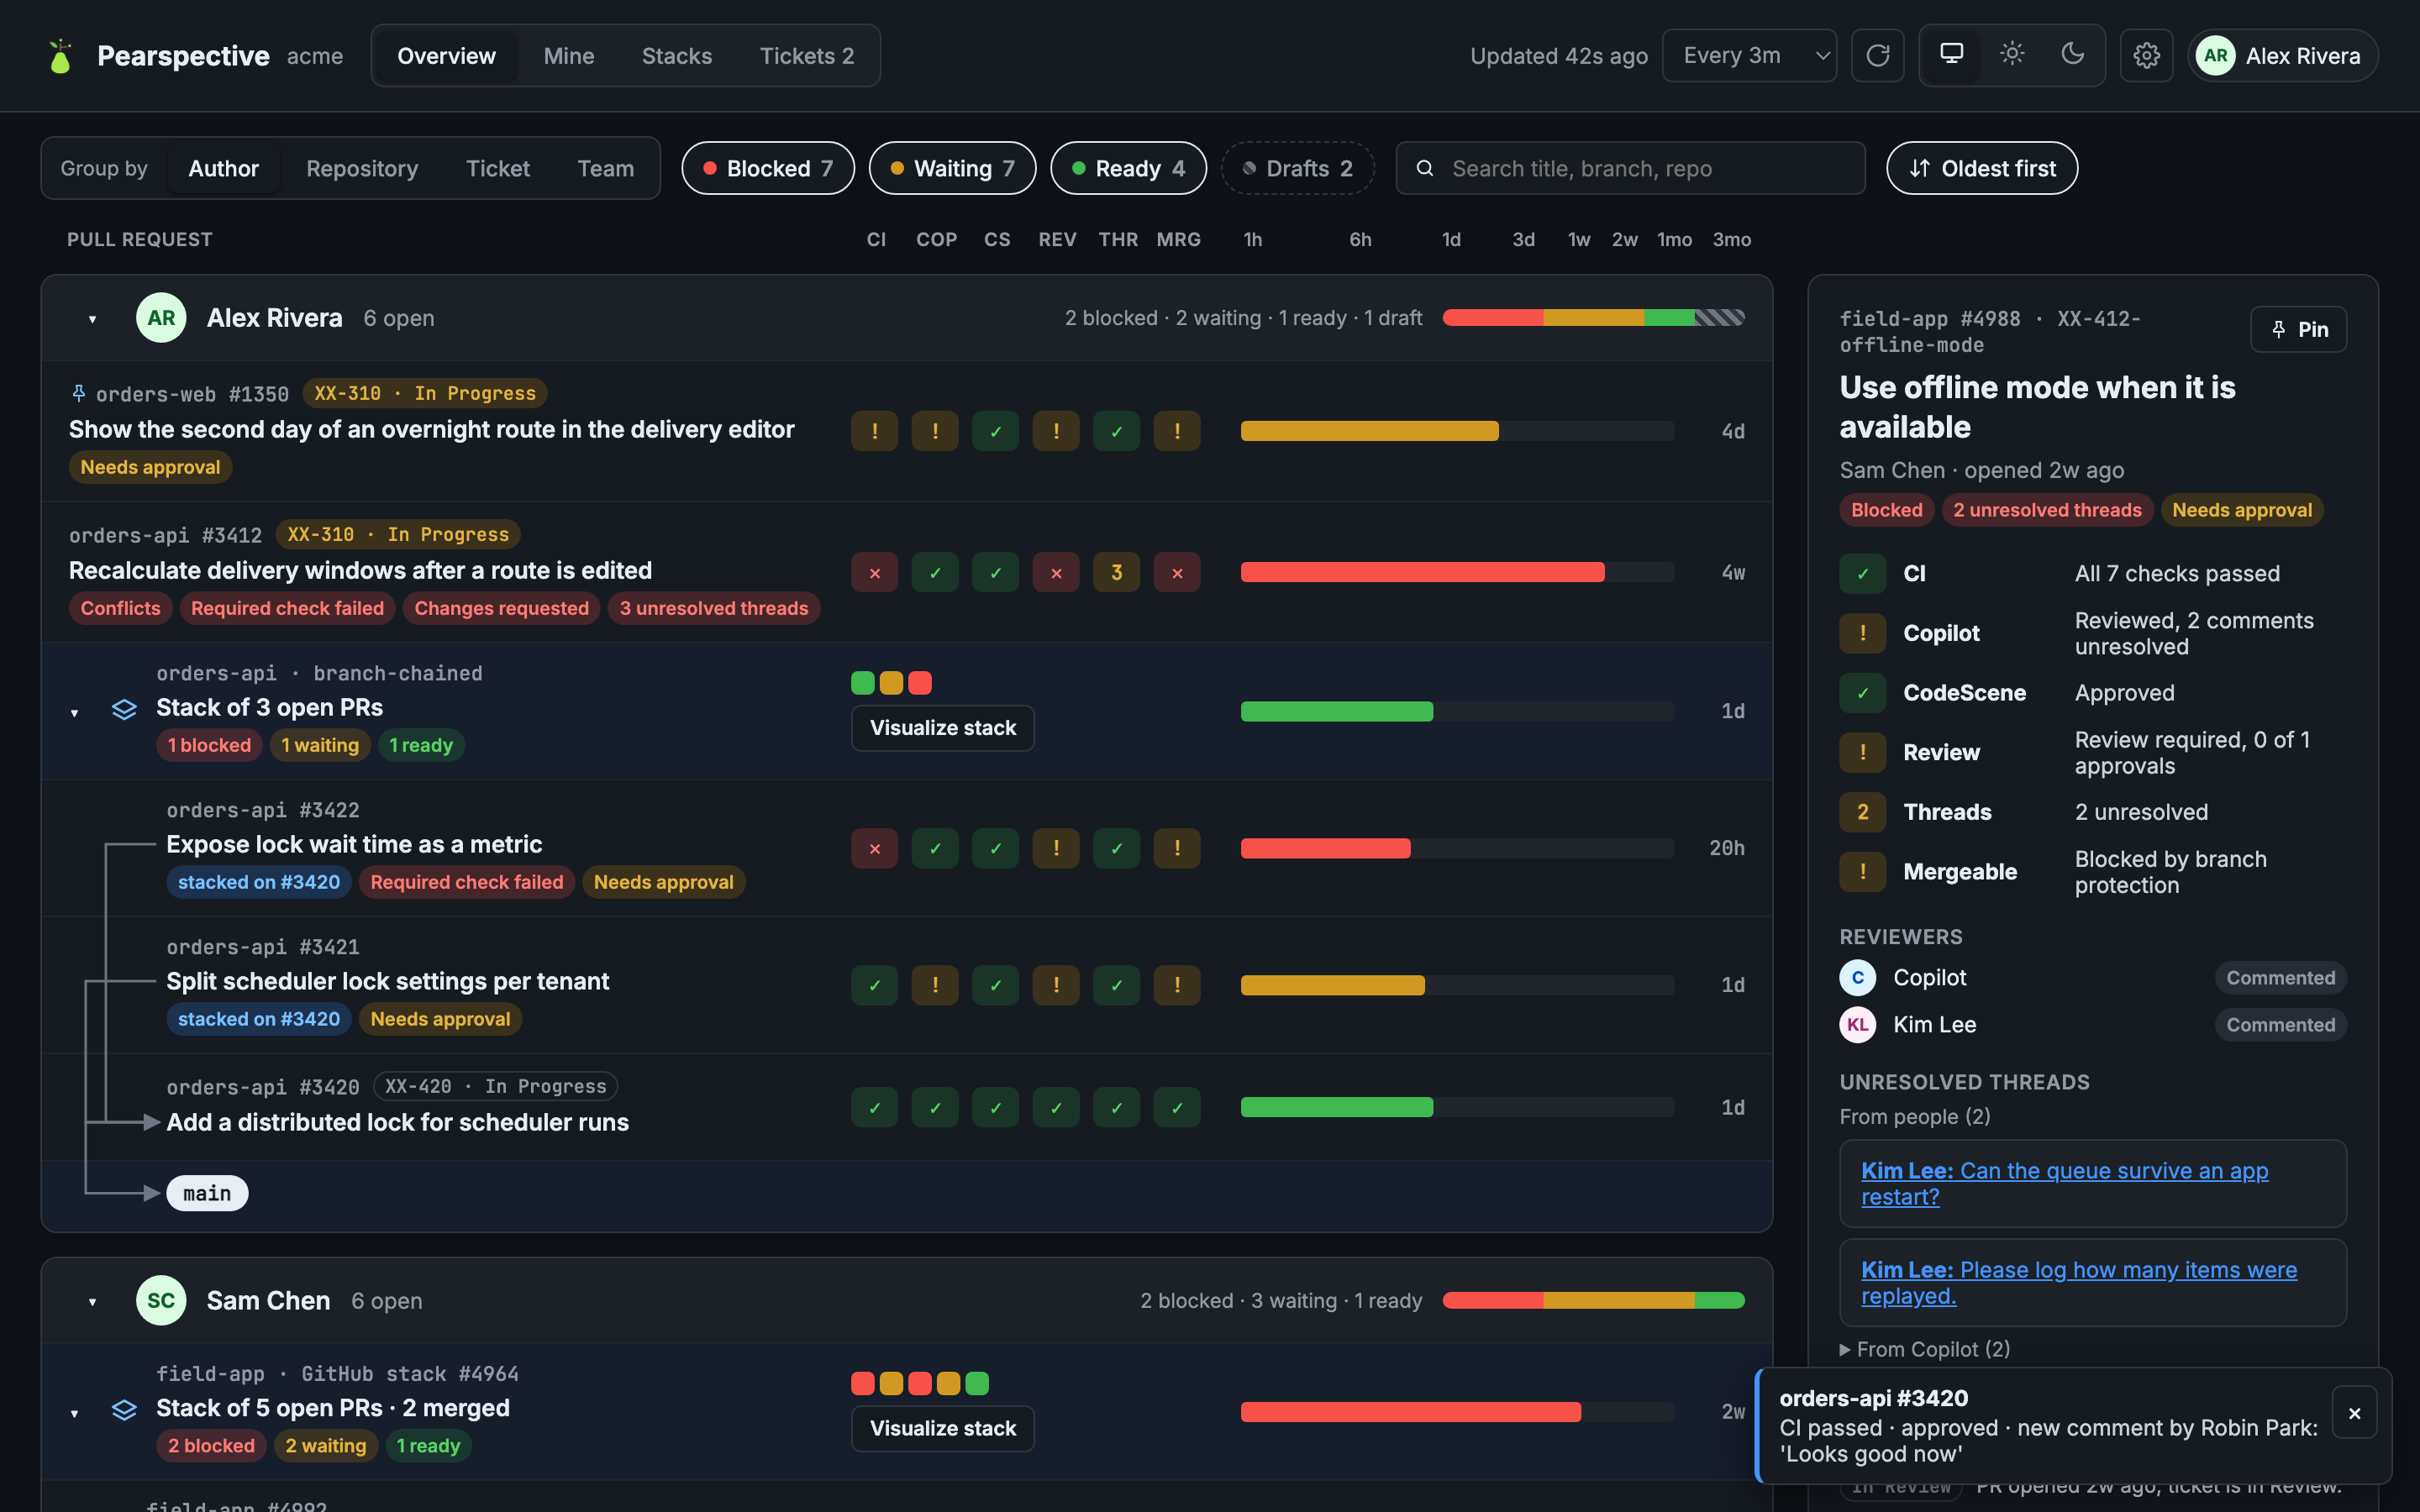 Pearspective acme Overview Mine Stacks Tickets 2 Updated 42s ago Every 3m AR Alex Rivera
Group by Author Repository Ticket Team Blocked 7 Waiting 7 Ready 4 Drafts 2 Search title, branch, repo Oldest first
PULL REQUEST CI COP CS REV THR MRG 1h 6h 1d 3d 1w 2w 1mo 3mo
AR Alex Rivera 6 open 2 blocked · 2 waiting · 1 ready · 1 draft
orders-web #1350 XX-310 · In Progress
Show the second day of an overnight route in the delivery editor ! ! ✓ ! ✓ ! 4d
Needs approval
orders-api #3412 XX-310 · In Progress
Recalculate delivery windows after a route is edited × ✓ ✓ × 3 × 4w
Conflicts Required check failed Changes requested 3 unresolved threads
orders-api · branch-chained
Stack of 3 open PRs 1d
Visualize stack
1 blocked 1 waiting 1 ready
orders-api #3422
Expose lock wait time as a metric × ✓ ✓ ! ✓ ! 20h
stacked on #3420 Required check failed Needs approval
orders-api #3421
Split scheduler lock settings per tenant ✓ ! ✓ ! ✓ ! 1d
stacked on #3420 Needs approval
orders-api #3420 XX-420 · In Progress
Add a distributed lock for scheduler runs ✓ ✓ ✓ ✓ ✓ ✓ 1d
main
SC Sam Chen 6 open 2 blocked · 3 waiting · 1 ready
field-app · GitHub stack #4964
Stack of 5 open PRs · 2 merged 2w
Visualize stack
2 blocked 2 waiting 1 ready
field-app #4992
field-app #4988 · XX-412-
offline-mode
Pin
Use offline mode when it is
available
Sam Chen · opened 2w ago
Blocked 2 unresolved threads Needs approval
✓ CI All 7 checks passed
! Copilot Reviewed, 2 comments
unresolved
✓ CodeScene Approved
! Review Review required, 0 of 1
approvals
2 Threads 2 unresolved
! Mergeable Blocked by branch
protection
REVIEWERS
C Copilot Commented
KL Kim Lee Commented
UNRESOLVED THREADS
From people (2)
Kim Lee: Can the queue survive an app
restart?
Kim Lee: Please log how many items were
replayed.
From Copilot (2)
orders-api #3420
CI passed · approved · new comment by Robin Park:
'Looks good now'
In Review PR opened 2w ago, ticket is in Review.